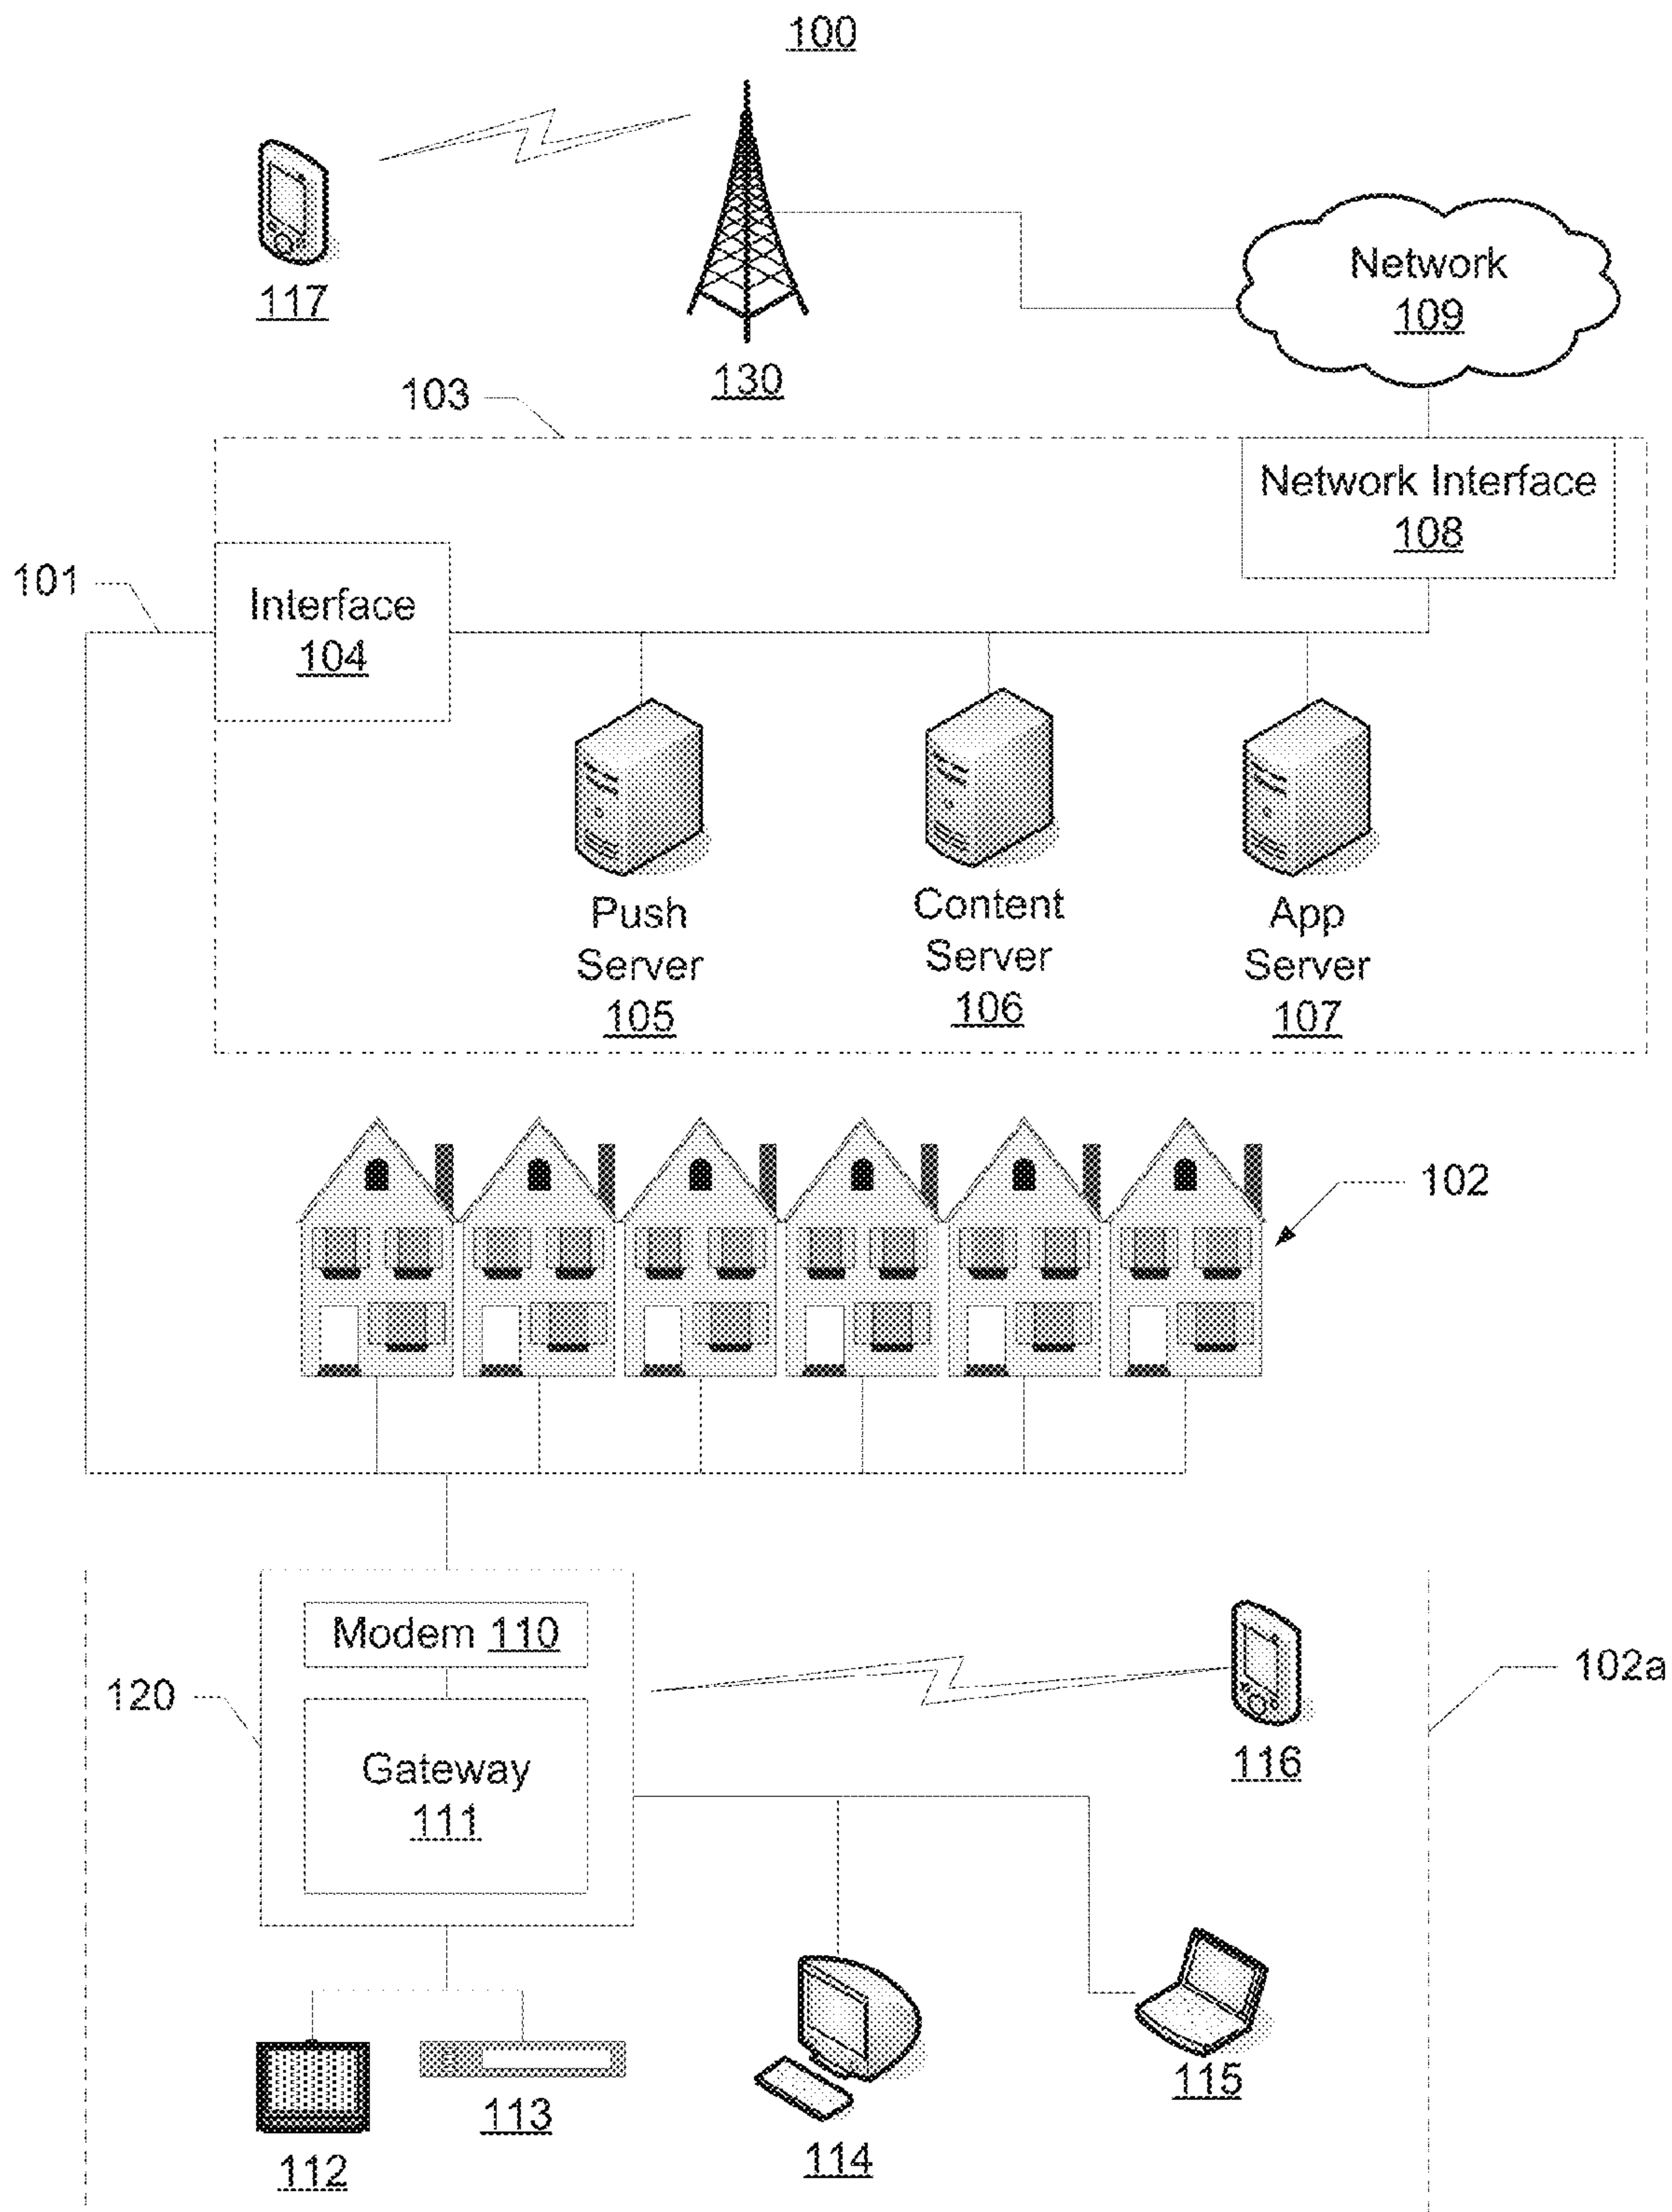 100
117
130
Network
109
103
Network Interface
108
101
Interface
104
Push
Server
105
Content
Server
106
App
Server
107
102
Modem 110
120
Gateway
111
116
102a
112
113
114
115